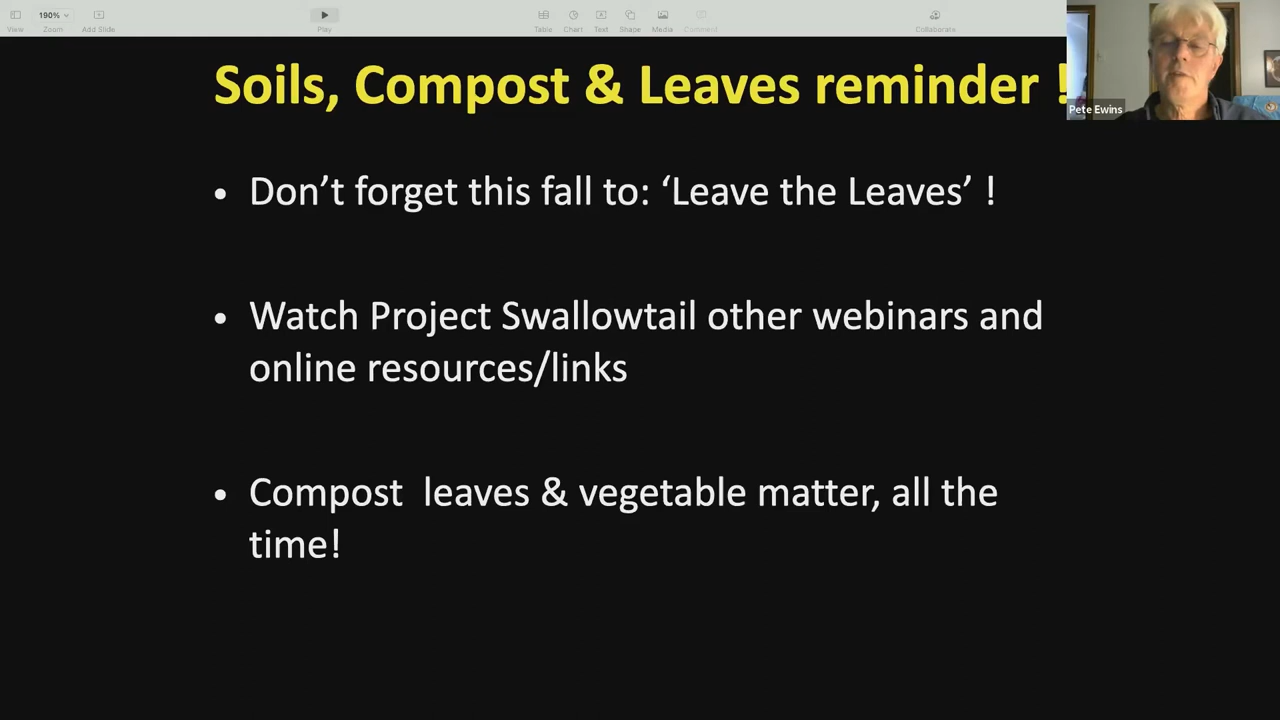 190%
View Zoom Add Slide Play Table Chart Text Shape Media Comment Collaborate
Soils, Compost & Leaves reminder !
Pete Ewins
• Don’t forget this fall to: ‘Leave the Leaves’ !
• Watch Project Swallowtail other webinars and
online resources/links
• Compost leaves & vegetable matter, all the
time!